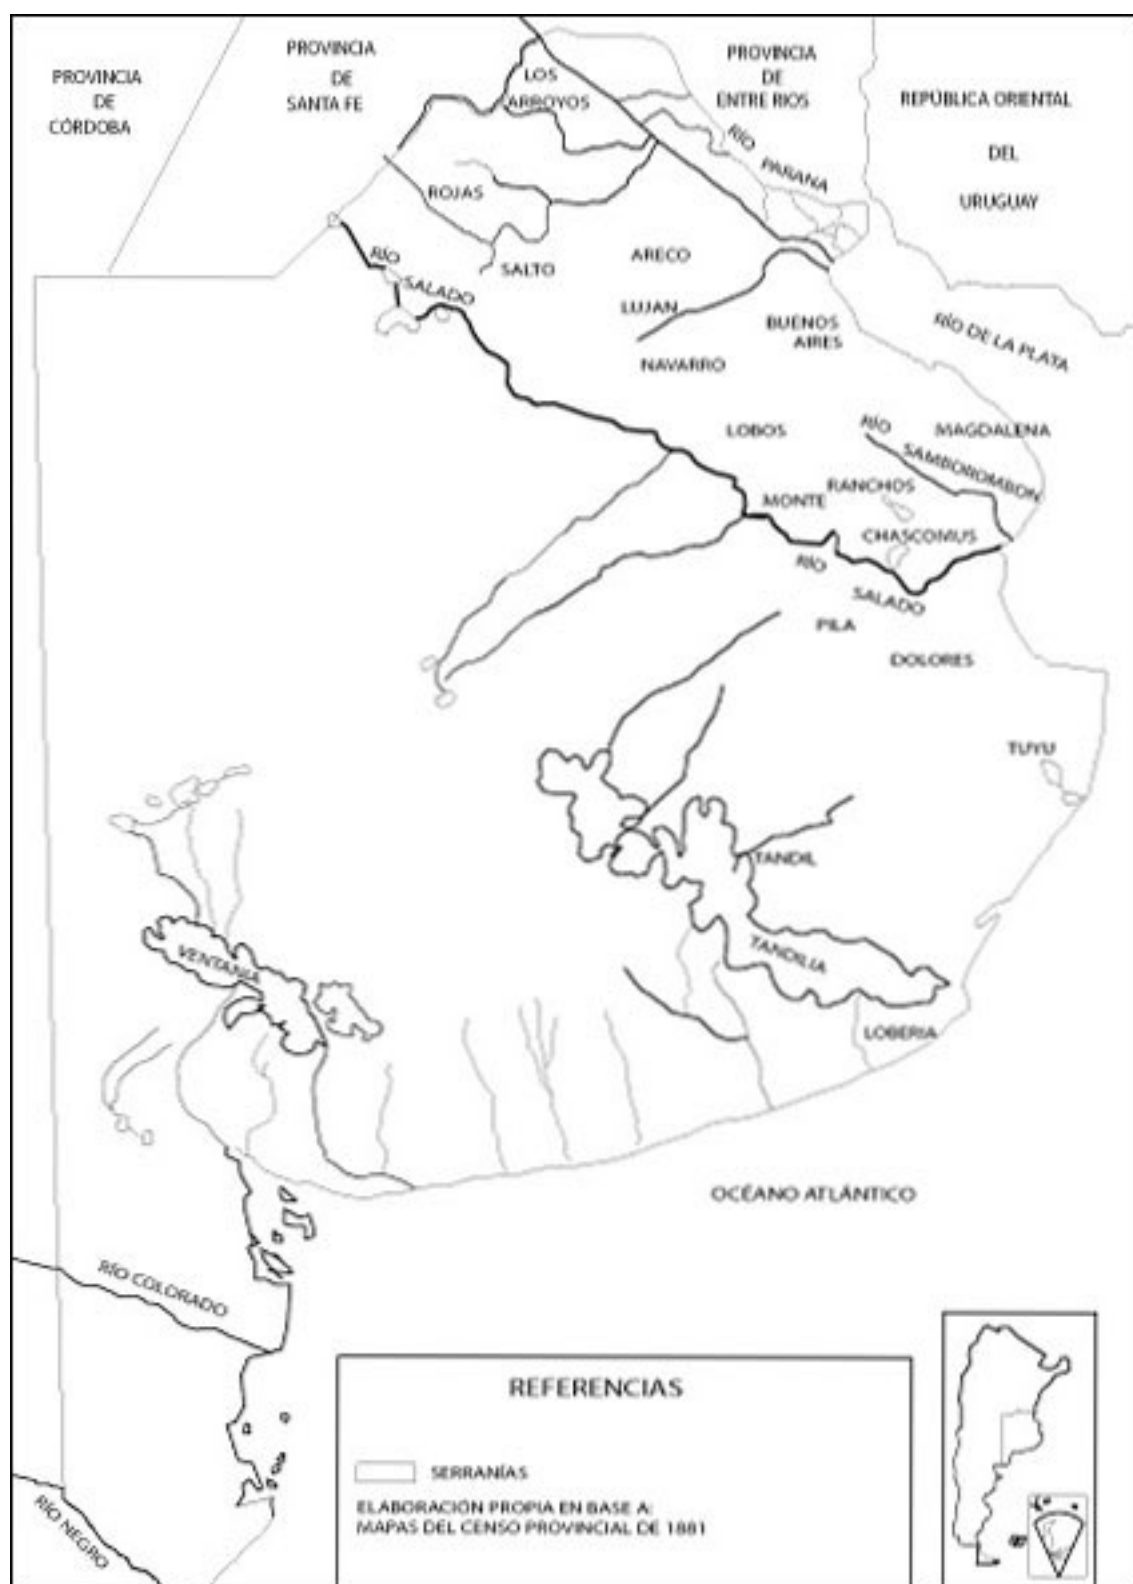 PROVINCIA
DE
CÓRDOBA
PROVINCIA
DE
SANTA FE
LOS
ARROYOS
PROVINCIA
DE
ENTRE RIOS
REPÚBLICA ORIENTAL
DEL
URUGUAY
RÍO
PARANA
ROJAS
SALTO
ARECO
RÍO
SALADO
LUJAN
BUENOS
AIRES
RÍO DE LA PLATA
NAVARRO
LOBOS
RÍO
SAMBOROMBON
MAGDALENA
MONTE
RANCHOS
CHASCOMUS
RÍO
SALADO
PILA
DOLORES
TUYU
TANDIL
TANDILIA
VENTANIA
LOBERIA
OCÉANO ATLÁNTICO
RÍO COLORADO
RÍO NEGRO
REFERENCIAS
SERRANÍAS
ELABORACIÓN PROPIA EN BASE A:
MAPAS DEL CENSO PROVINCIAL DE 1881